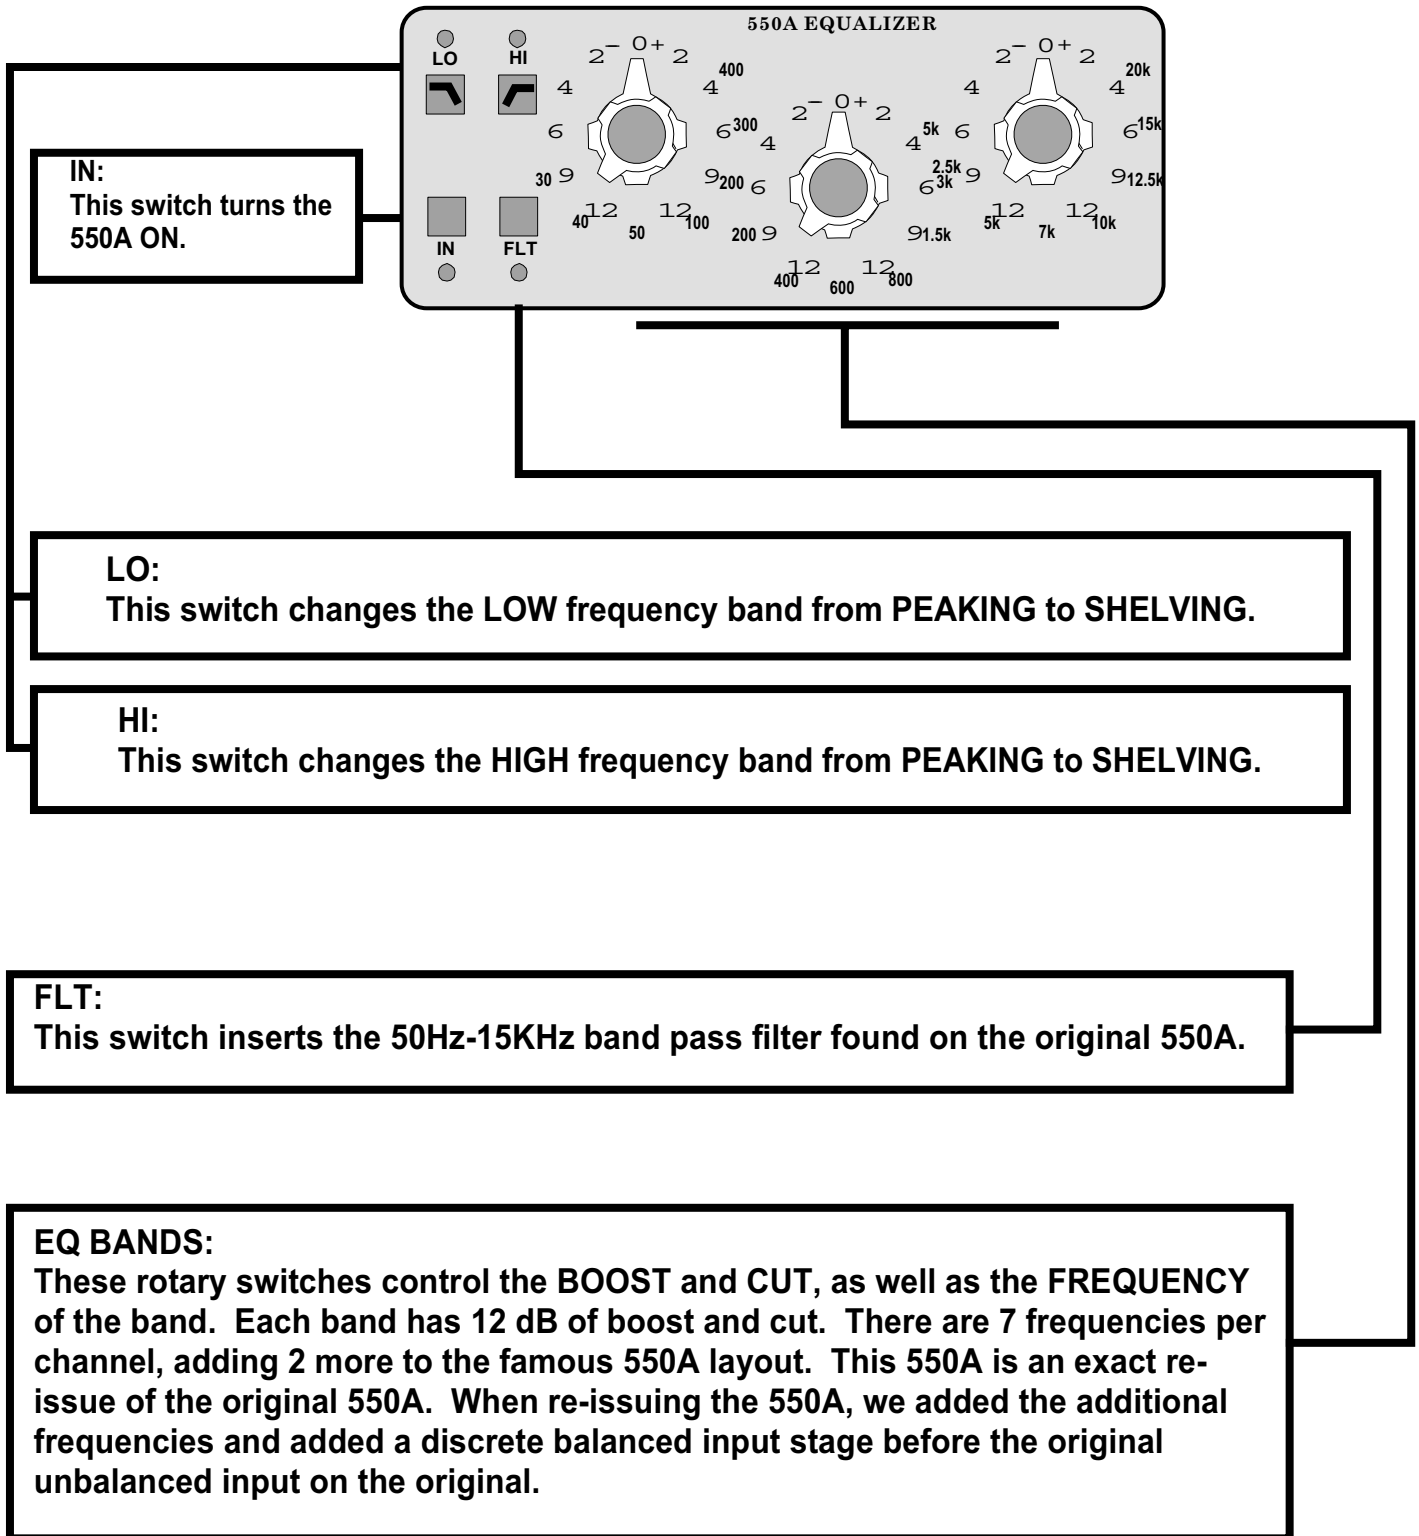 550A EQUALIZER
LO HI
IN FLT
2 - 0 + 2
4 4
6 6
9 9
12 12
400
300
200
100
50
40
30
2 - 0 + 2
4 4
6 6
9 9
12 12
5k
2.5k
3k
1.5k
800
600
400
200
2 - 0 + 2
4 4
6 6
9 9
12 12
20k
15k
12.5k
10k
7k
5k
IN:
This switch turns the
550A ON.
LO:
This switch changes the LOW frequency band from PEAKING to SHELVING.
HI:
This switch changes the HIGH frequency band from PEAKING to SHELVING.
FLT:
This switch inserts the 50Hz-15KHz band pass filter found on the original 550A.
EQ BANDS:
These rotary switches control the BOOST and CUT, as well as the FREQUENCY
of the band.  Each band has 12 dB of boost and cut.  There are 7 frequencies per
channel, adding 2 more to the famous 550A layout.  This 550A is an exact re-
issue of the original 550A.  When re-issuing the 550A, we added the additional
frequencies and added a discrete balanced input stage before the original
unbalanced input on the original.